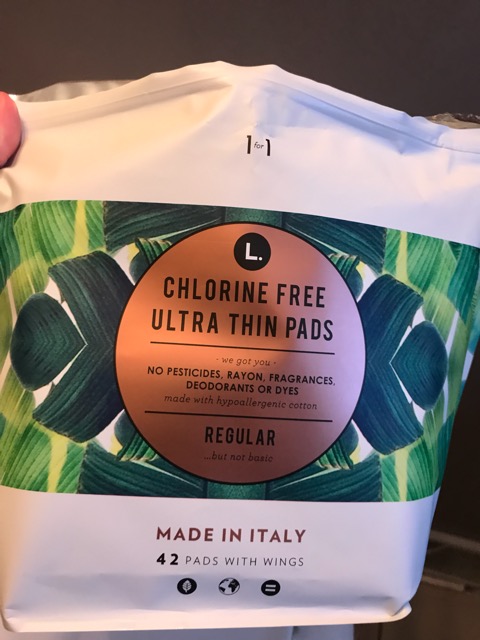 1 for 1
L.
CHLORINE FREE
ULTRA THIN PADS
- we got you -
NO PESTICIDES, RAYON, FRAGRANCES,
DEODORANTS OR DYES
made with hypoallergenic cotton
REGULAR
...but not basic
MADE IN ITALY
42 PADS WITH WINGS